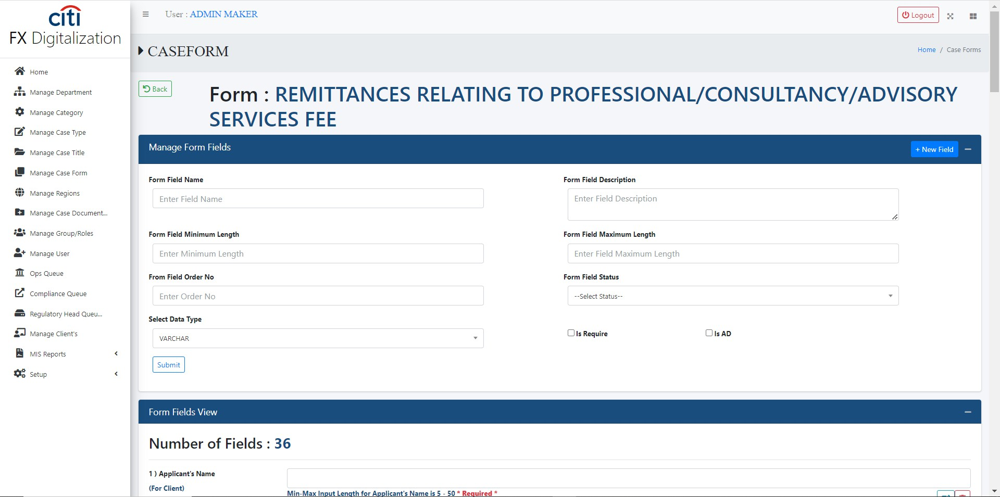 citi
FX Digitalization
User : ADMIN MAKER
Logout
CASEFORM
Home / Case Forms
Home
Manage Department
Manage Category
Manage Case Type
Manage Case Title
Manage Case Form
Manage Regions
Manage Case Document...
Manage Group/Roles
Manage User
Ops Queue
Compliance Queue
Regulatory Head Queu...
Manage Client's
MIS Reports
Setup
Back
Form : REMITTANCES RELATING TO PROFESSIONAL/CONSULTANCY/ADVISORY
SERVICES FEE
Manage Form Fields
+ New Field
Form Field Name
Form Field Description
Enter Field Name
Enter Field Description
Form Field Minimum Length
Form Field Maximum Length
Enter Minimum Length
Enter Field Maximum Length
From Field Order No
Form Field Status
Enter Order No
--Select Status--
Select Data Type
VARCHAR
Is Require
Is AD
Submit
Form Fields View
Number of Fields : 36
1 ) Applicant's Name
(For Client)
Min-Max Input Length for Applicant's Name is 5 - 50 * Required *